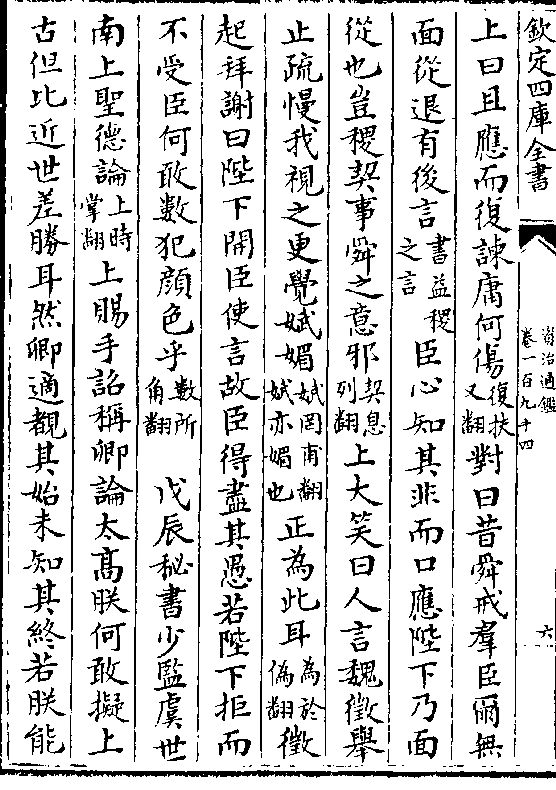 欽定四庫全書
資治通鑑
卷一百九十四
六
上曰且應而復諫庸何傷復扶又翻對曰昔舜戒羣臣爾無
面從退有後言書益稷之言臣心知其非而口應陛下乃面
從也豈稷契事舜之意邪契息列翻上大笑曰人言魏徵舉
止疏慢我視之更覺娬媚娬罔甫翻娬亦媚也正為此耳為於偽翻徵
起拜謝曰陛下開臣使言故臣得盡其愚若陛下拒而
不受臣何敢數犯顔色乎數所角翻 戊辰秘書少監虞世
南上聖德論上時掌翻上賜手詔稱卿論太髙朕何敢擬上
古但比近世差勝耳然卿適覩其始未知其終若朕能